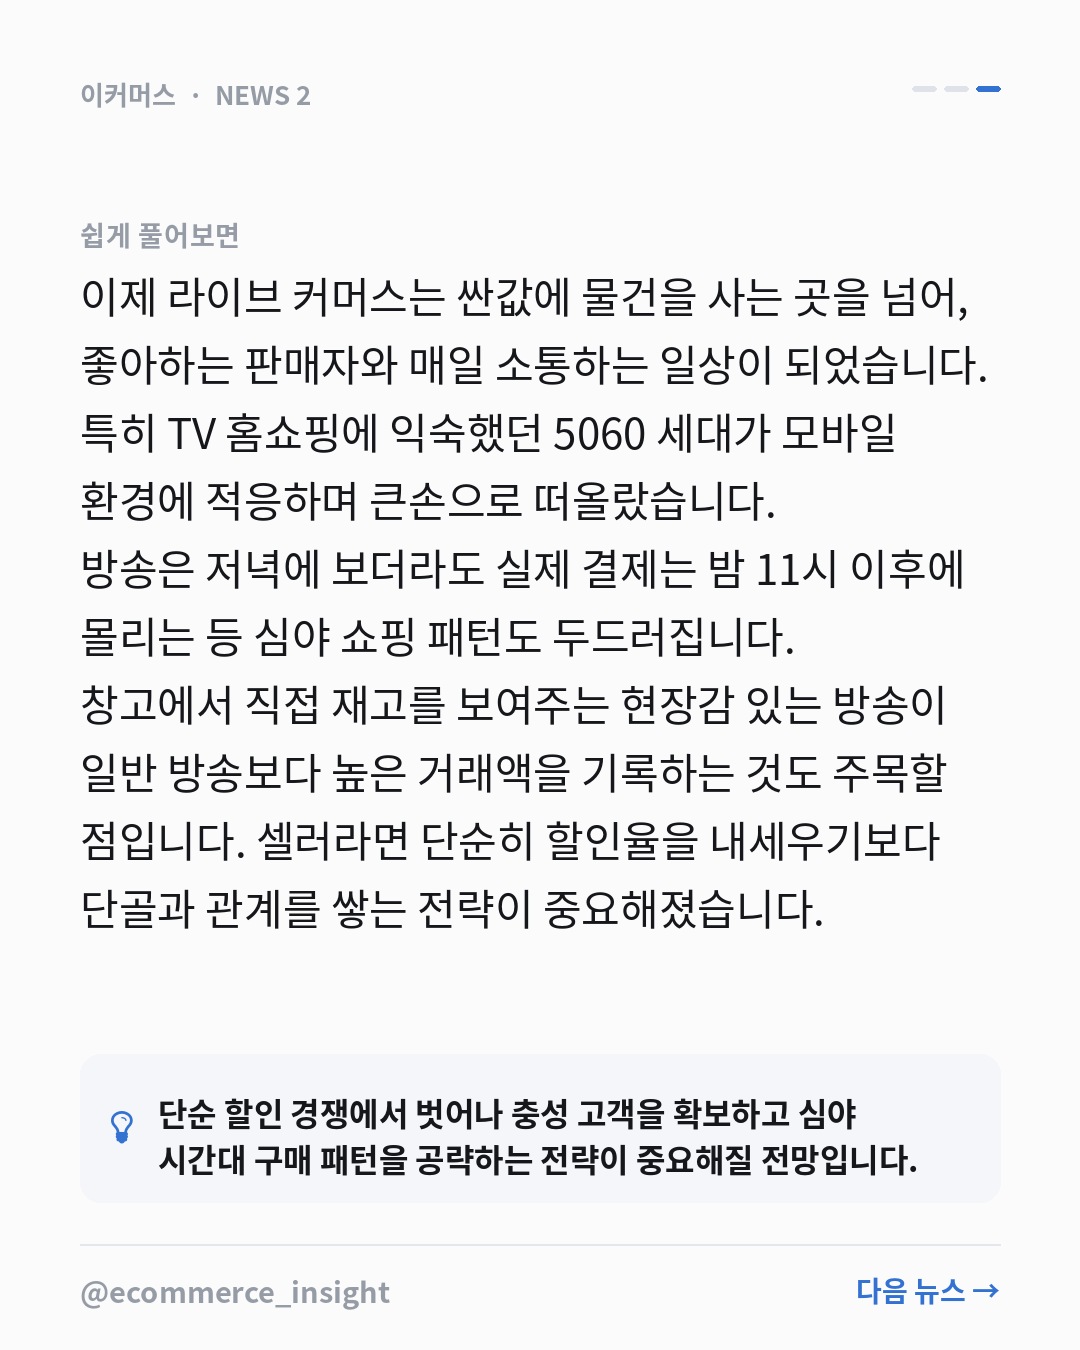 이커머스 · NEWS 2
쉽게 풀어보면
이제 라이브 커머스는 싼값에 물건을 사는 곳을 넘어,
좋아하는 판매자와 매일 소통하는 일상이 되었습니다.
특히 TV 홈쇼핑에 익숙했던 5060 세대가 모바일
환경에 적응하며 큰손으로 떠올랐습니다.
방송은 저녁에 보더라도 실제 결제는 밤 11시 이후에
몰리는 등 심야 쇼핑 패턴도 두드러집니다.
창고에서 직접 재고를 보여주는 현장감 있는 방송이
일반 방송보다 높은 거래액을 기록하는 것도 주목할
점입니다. 셀러라면 단순히 할인율을 내세우기보다
단골과 관계를 쌓는 전략이 중요해졌습니다.
단순 할인 경쟁에서 벗어나 충성 고객을 확보하고 심야
시간대 구매 패턴을 공략하는 전략이 중요해질 전망입니다.
@ecommerce_insight
다음 뉴스 →